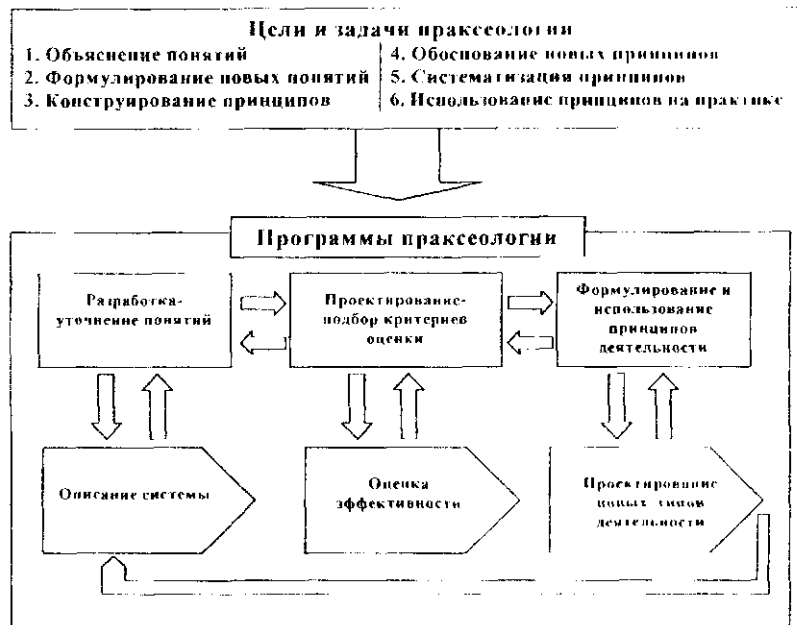 Цели и задачи праксеологии
1. Объяснение понятий
2. Формулирование новых понятий
3. Конструирование принципов
4. Обоснование новых принципов
5. Систематизация принципов
6. Использование принципов на практике
Программы праксеологии
Разработка-
уточнение понятий
Проектирование-
подбор критериев
оценки
Формулирование и
использование
принципов
деятельности
Описание системы
Оценка
эффективности
Проектирование
новых типов
деятельности